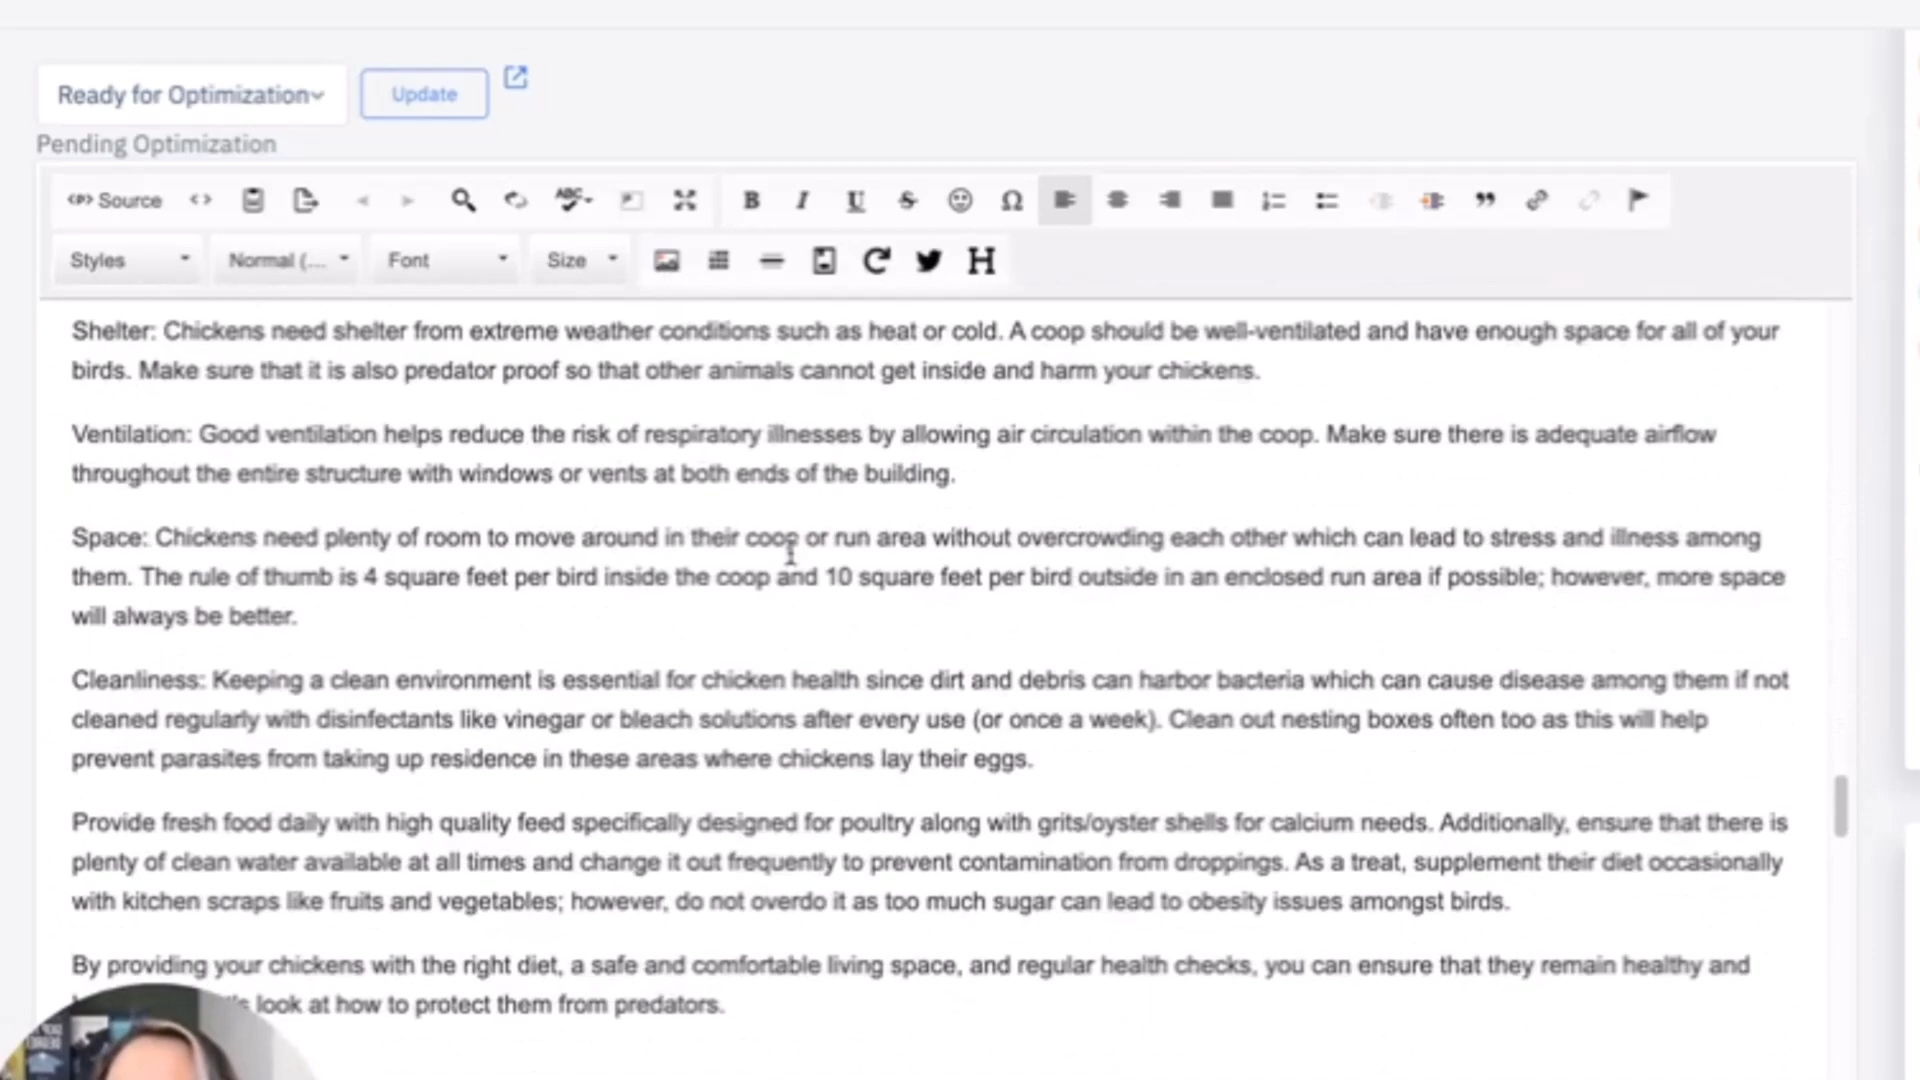 Ready for Optimization
Update
Pending Optimization
Source
ABC
B I U S Ω
Styles
Normal (...
Font
Size
H
Shelter: Chickens need shelter from extreme weather conditions such as heat or cold. A coop should be well-ventilated and have enough space for all of your
birds. Make sure that it is also predator proof so that other animals cannot get inside and harm your chickens.
Ventilation: Good ventilation helps reduce the risk of respiratory illnesses by allowing air circulation within the coop. Make sure there is adequate airflow
throughout the entire structure with windows or vents at both ends of the building.
Space: Chickens need plenty of room to move around in their coop or run area without overcrowding each other which can lead to stress and illness among
them. The rule of thumb is 4 square feet per bird inside the coop and 10 square feet per bird outside in an enclosed run area if possible; however, more space
will always be better.
Cleanliness: Keeping a clean environment is essential for chicken health since dirt and debris can harbor bacteria which can cause disease among them if not
cleaned regularly with disinfectants like vinegar or bleach solutions after every use (or once a week). Clean out nesting boxes often too as this will help
prevent parasites from taking up residence in these areas where chickens lay their eggs.
Provide fresh food daily with high quality feed specifically designed for poultry along with grits/oyster shells for calcium needs. Additionally, ensure that there is
plenty of clean water available at all times and change it out frequently to prevent contamination from droppings. As a treat, supplement their diet occasionally
with kitchen scraps like fruits and vegetables; however, do not overdo it as too much sugar can lead to obesity issues amongst birds.
By providing your chickens with the right diet, a safe and comfortable living space, and regular health checks, you can ensure that they remain healthy and
look at how to protect them from predators.